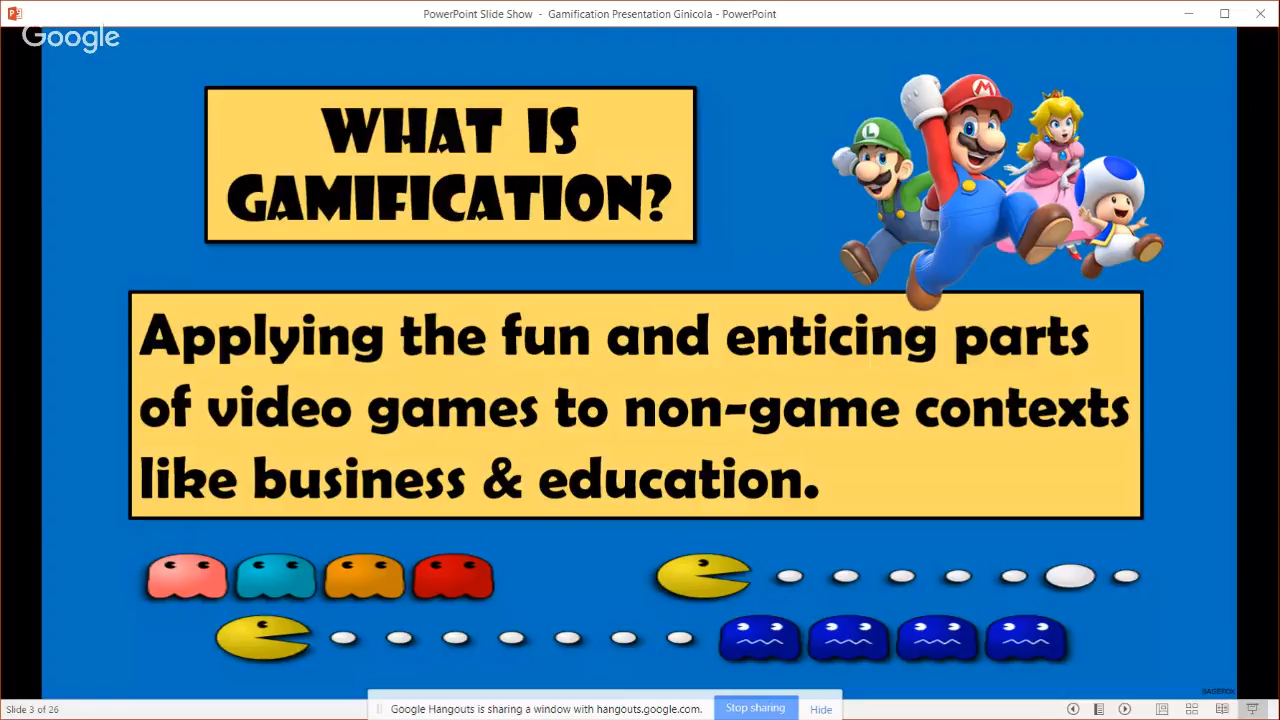 PowerPoint Slide Show - Gamification Presentation Ginicola - PowerPoint
Google
WHAT IS
GAMIFICATION?
L
M
Applying the fun and enticing parts
of video games to non-game contexts
like business & education.
Slide 3 of 26
Google Hangouts is sharing a window with hangouts.google.com.
Stop sharing
Hide